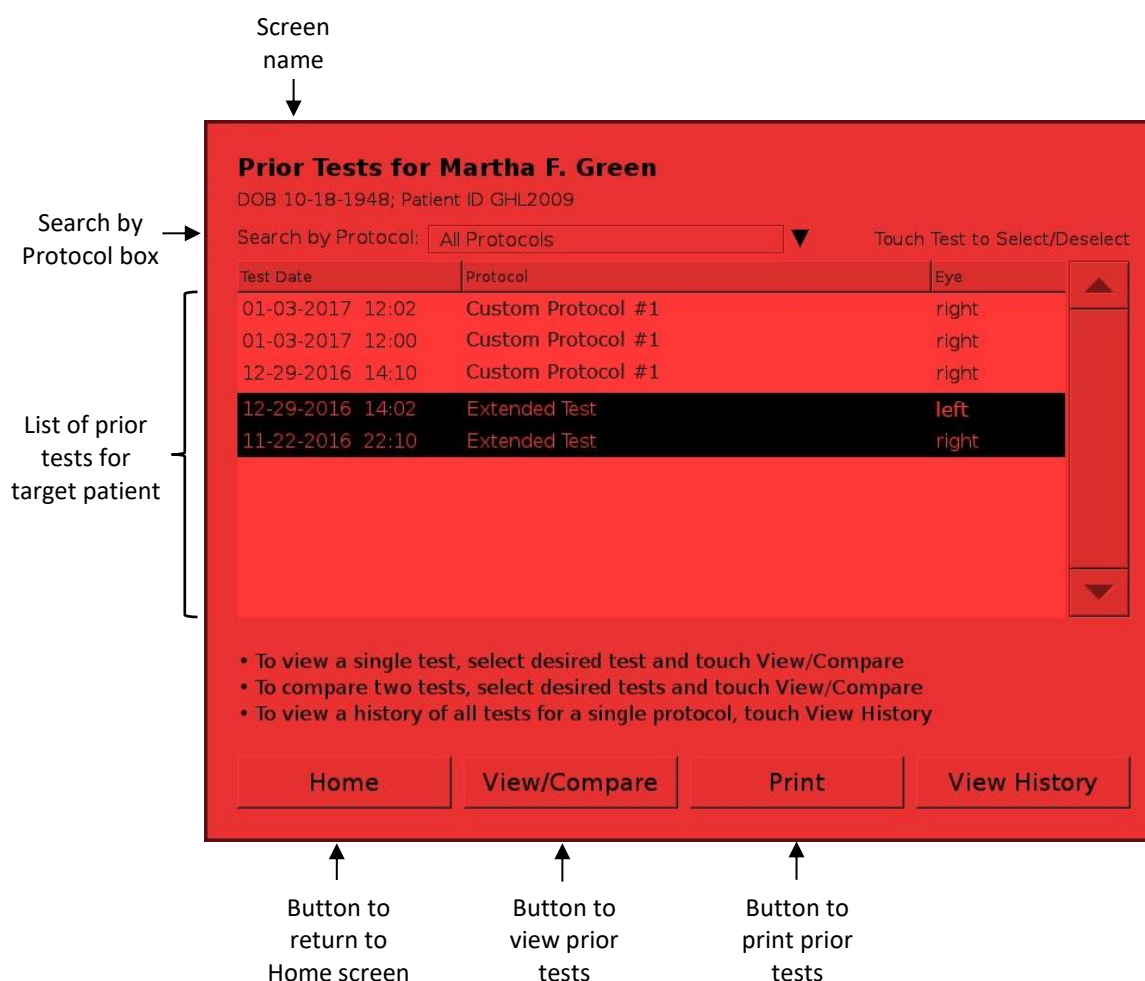 Screen
name
Prior Tests for Martha F. Green
DOB 10-18-1948; Patient ID GHL2009
Search by
Protocol box
Search by Protocol: All Protocols Touch Test to Select/Deselect
Test Date Protocol Eye
01-03-2017 12:02 Custom Protocol #1 right
01-03-2017 12:00 Custom Protocol #1 right
12-29-2016 14:10 Custom Protocol #1 right
12-29-2016 14:02 Extended Test left
11-22-2016 22:10 Extended Test right
List of prior
tests for
target patient
• To view a single test, select desired test and touch View/Compare
• To compare two tests, select desired tests and touch View/Compare
• To view a history of all tests for a single protocol, touch View History
Home View/Compare Print View History
Button to
return to
Home screen
Button to
view prior
tests
Button to
print prior
tests